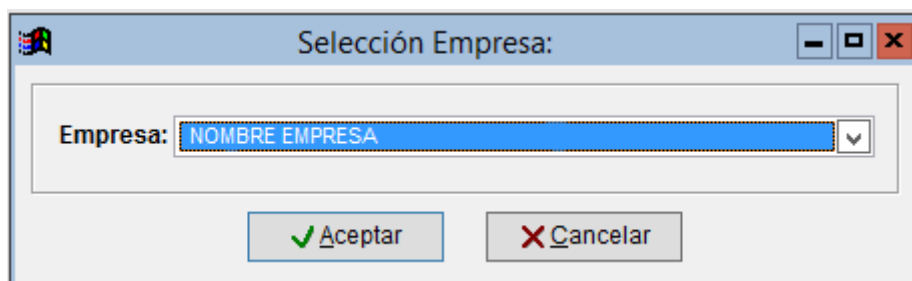 Selección Empresa:
Empresa: NOMBRE EMPRESA
Aceptar Cancelar